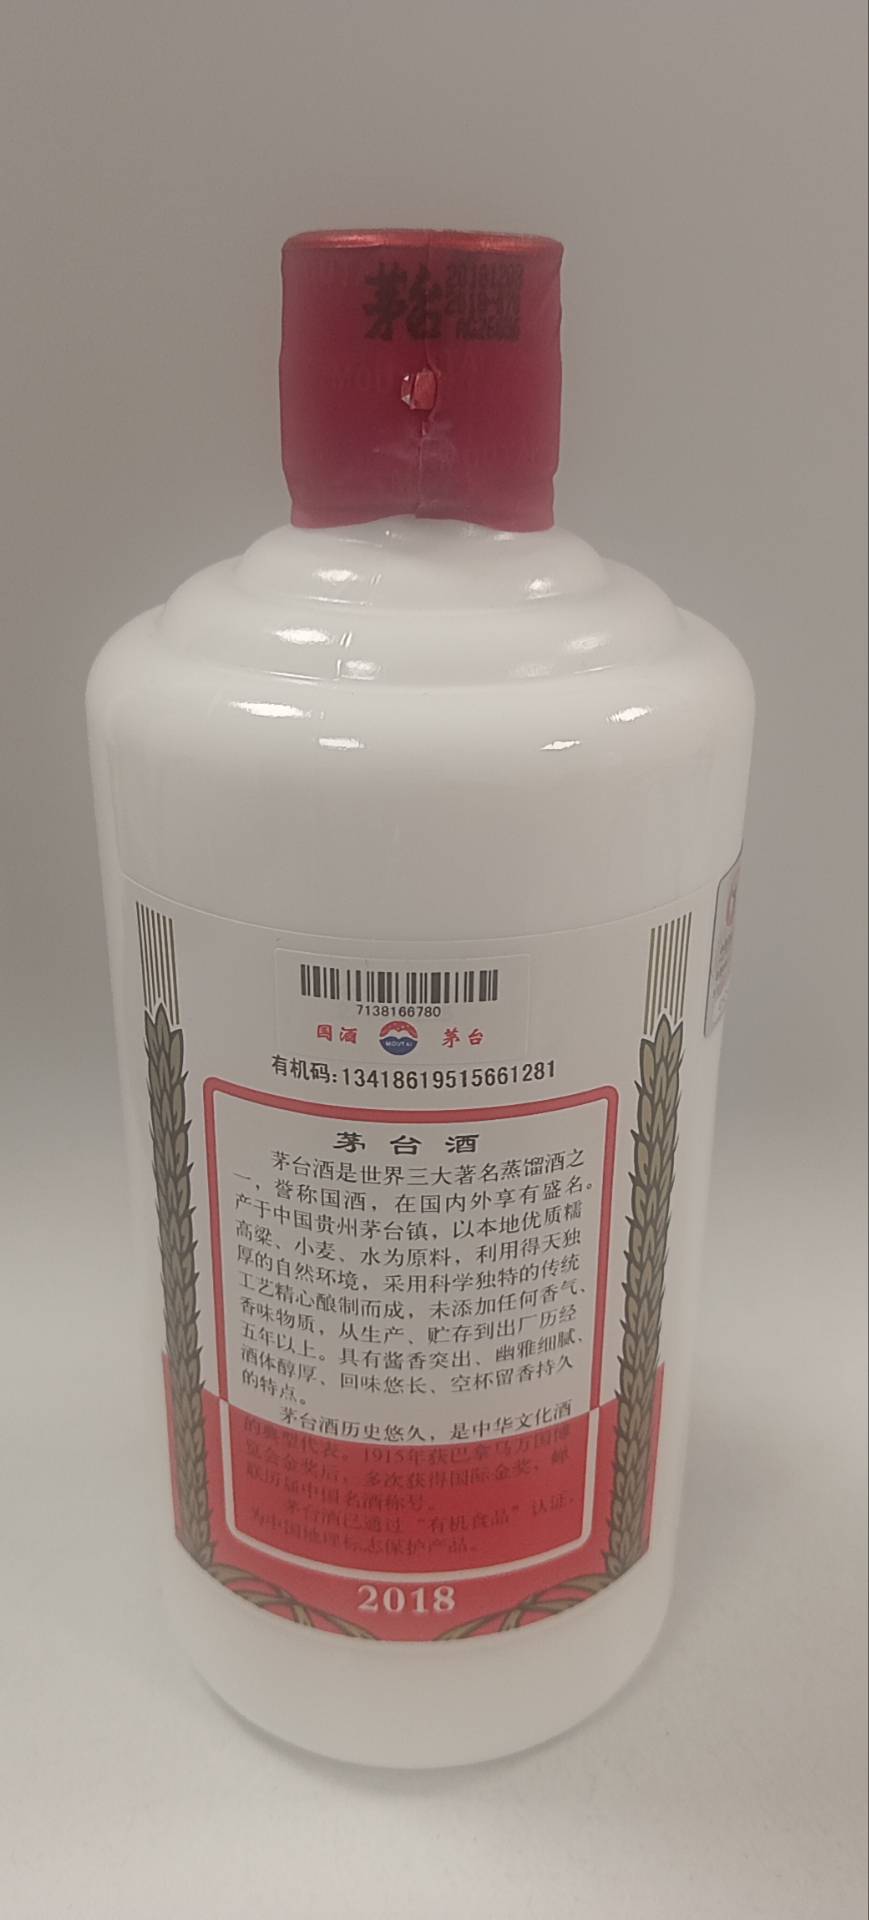 茅台
7138166780
国酒 MOUTAI 茅台
有机码:13418619515661281
茅台酒
茅台酒是世界三大著名蒸馏酒之
一，誉称国酒，在国内外享有盛名。
产于中国贵州茅台镇，以本地优质糯
高粱、小麦、水为原料，利用得天独
厚的自然环境，采用科学独特的传统
工艺精心酿制而成，未添加任何香气、
香味物质，从生产、贮存到出厂历经
五年以上。具有酱香突出、幽雅细腻、
酒体醇厚、回味悠长、空杯留香持久
的特点。
茅台酒历史悠久，是中华文化酒
的典型代表。1915年获巴拿马万国博
览会金奖后，多次获得国际金奖，蝉
联历届中国名酒称号。
茅台酒已通过“有机食品”认证，
为中国地理标志保护产品。
2018